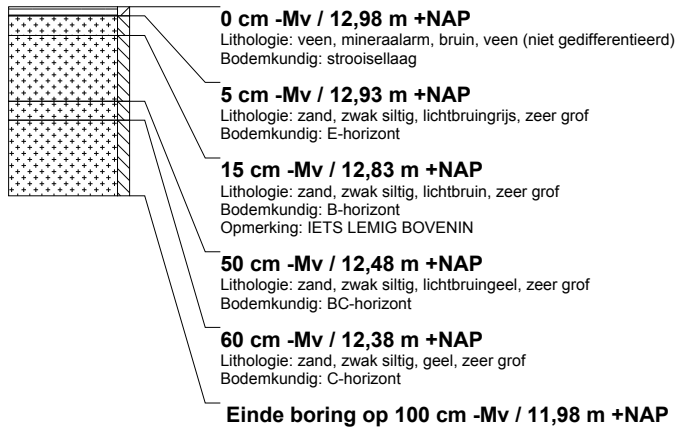 0 cm -Mv / 12,98 m +NAP
Lithologie: veen, mineraalarm, bruin, veen (niet gedifferentieerd)
Bodemkundig: strooisellaag
5 cm -Mv / 12,93 m +NAP
Lithologie: zand, zwak siltig, lichtbruingrijs, zeer grof
Bodemkundig: E-horizont
15 cm -Mv / 12,83 m +NAP
Lithologie: zand, zwak siltig, lichtbruin, zeer grof
Bodemkundig: B-horizont
Opmerking: IETS LEMIG BOVENIN
50 cm -Mv / 12,48 m +NAP
Lithologie: zand, zwak siltig, lichtbruingeel, zeer grof
Bodemkundig: BC-horizont
60 cm -Mv / 12,38 m +NAP
Lithologie: zand, zwak siltig, geel, zeer grof
Bodemkundig: C-horizont
Einde boring op 100 cm -Mv / 11,98 m +NAP